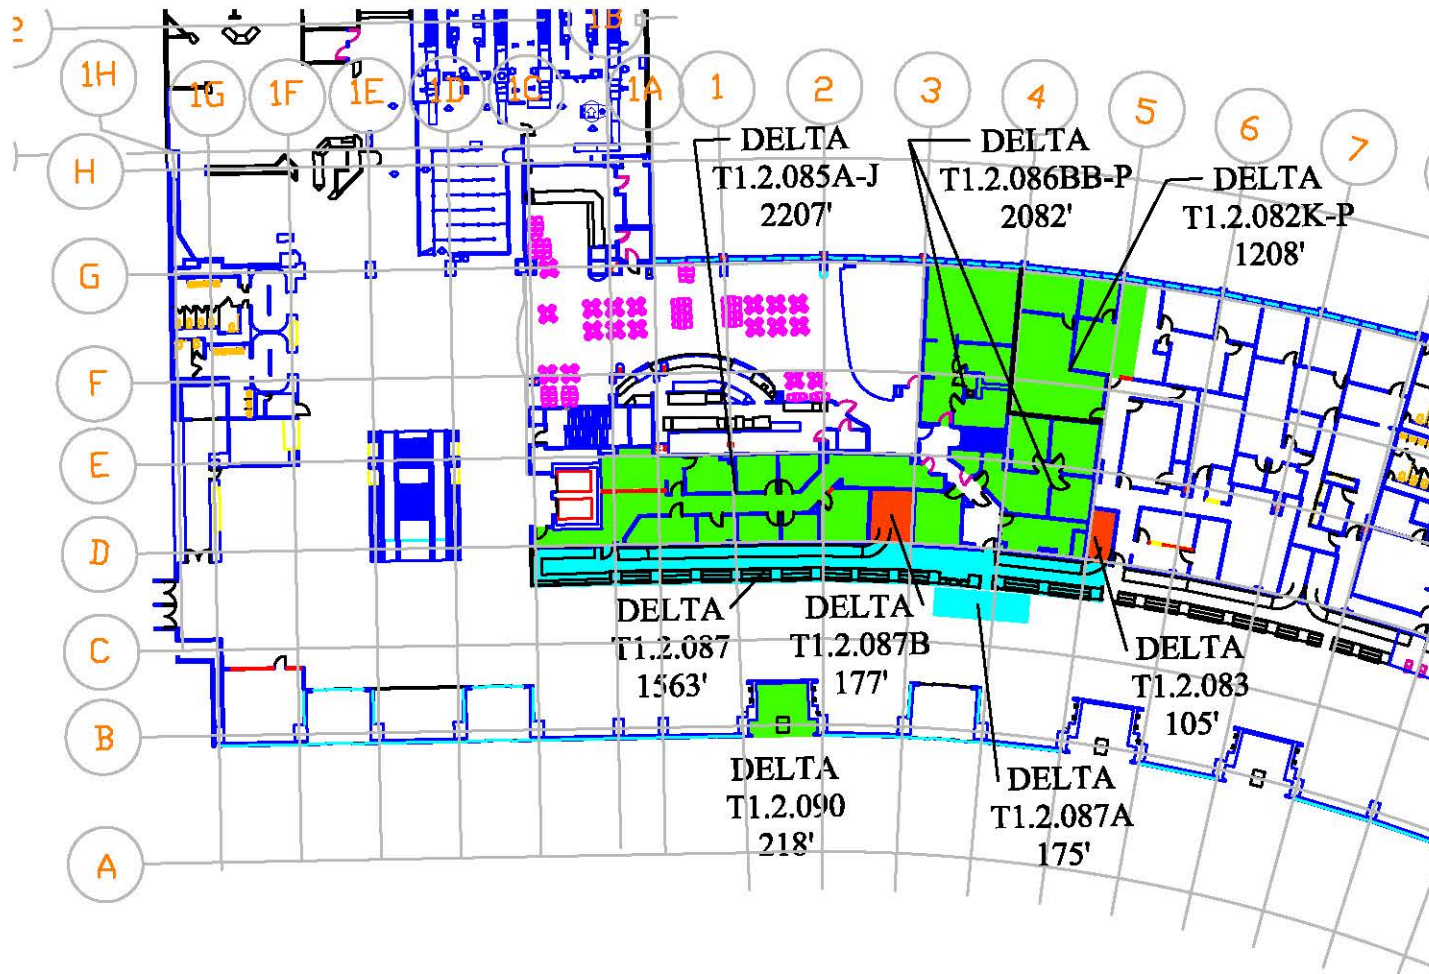 1B
1H
1G
1F
1E
1D
1C
1A
1
2
3
4
5
6
7
H
G
F
E
D
C
B
A
DELTA
T1.2.085A-J
2207'
DELTA
T1.2.086BB-P
2082'
DELTA
T1.2.082K-P
1208'
DELTA
T1.2.087
1563'
DELTA
T1.2.087B
177'
DELTA
T1.2.083
105'
DELTA
T1.2.090
218'
DELTA
T1.2.087A
175'